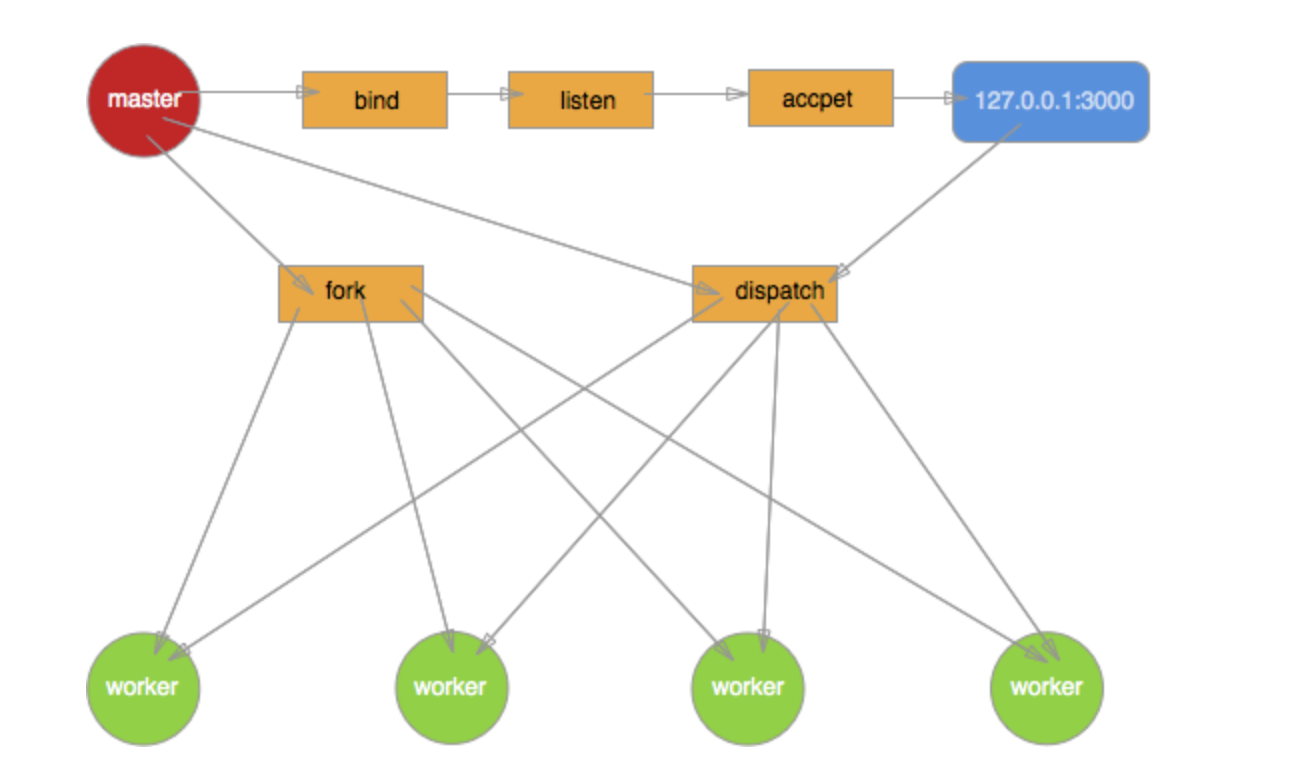 master
bind
listen
accpet
127.0.0.1:3000
fork
dispatch
worker
worker
worker
worker